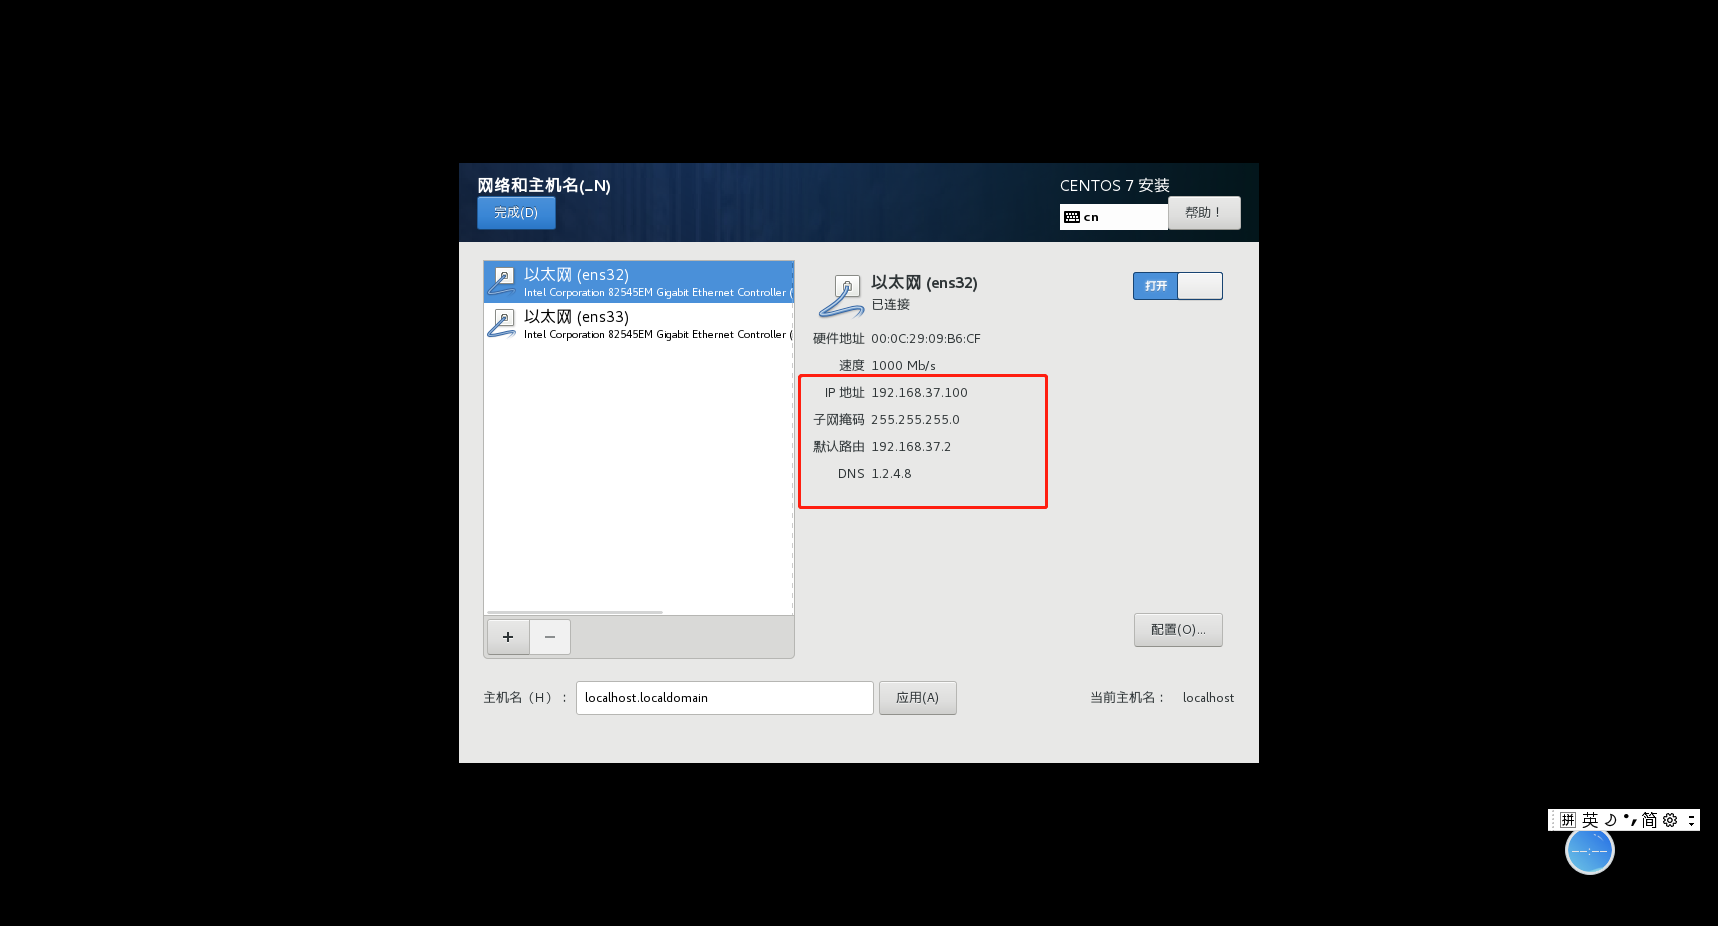 网络和主机名(_N)
CENTOS 7 安装
完成(D)
cn
帮助！
以太网 (ens32)
Intel Corporation 82545EM Gigabit Ethernet Controller (
以太网 (ens33)
Intel Corporation 82545EM Gigabit Ethernet Controller (
以太网 (ens32)
已连接
打开
硬件地址 00:0C:29:09:B6:CF
速度 1000 Mb/s
IP 地址 192.168.37.100
子网掩码 255.255.255.0
默认路由 192.168.37.2
DNS 1.2.4.8
+ −
配置(O)...
主机名（H）： localhost.localdomain
应用(A)
当前主机名： localhost
拼 英 简
--:--